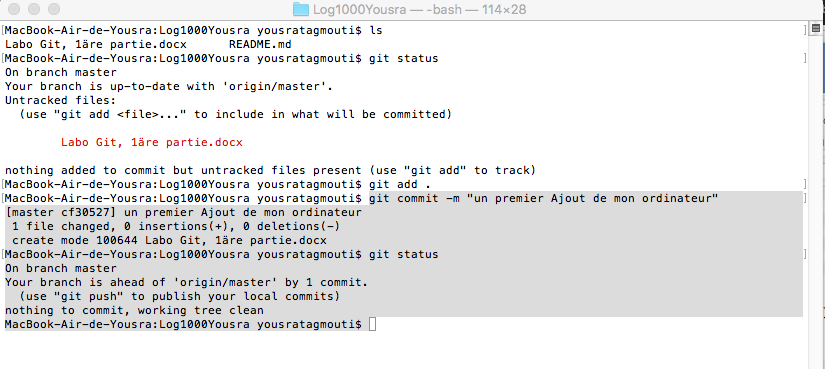 Log1000Yousra — -bash — 114×28
[MacBook-Air-de-Yousra:Log1000Yousra yousratagmouti$ ls ]
Labo Git, 1äre partie.docx      README.md
[MacBook-Air-de-Yousra:Log1000Yousra yousratagmouti$ git status ]
On branch master
Your branch is up-to-date with 'origin/master'.
Untracked files:
  (use "git add <file>..." to include in what will be committed)
        Labo Git, 1äre partie.docx
nothing added to commit but untracked files present (use "git add" to track)
[MacBook-Air-de-Yousra:Log1000Yousra yousratagmouti$ git add . ]
[MacBook-Air-de-Yousra:Log1000Yousra yousratagmouti$ git commit -m "un premier Ajout de mon ordinateur" ]
[master cf30527] un premier Ajout de mon ordinateur
 1 file changed, 0 insertions(+), 0 deletions(-)
 create mode 100644 Labo Git, 1äre partie.docx
[MacBook-Air-de-Yousra:Log1000Yousra yousratagmouti$ git status ]
On branch master
Your branch is ahead of 'origin/master' by 1 commit.
  (use "git push" to publish your local commits)
nothing to commit, working tree clean
MacBook-Air-de-Yousra:Log1000Yousra yousratagmouti$